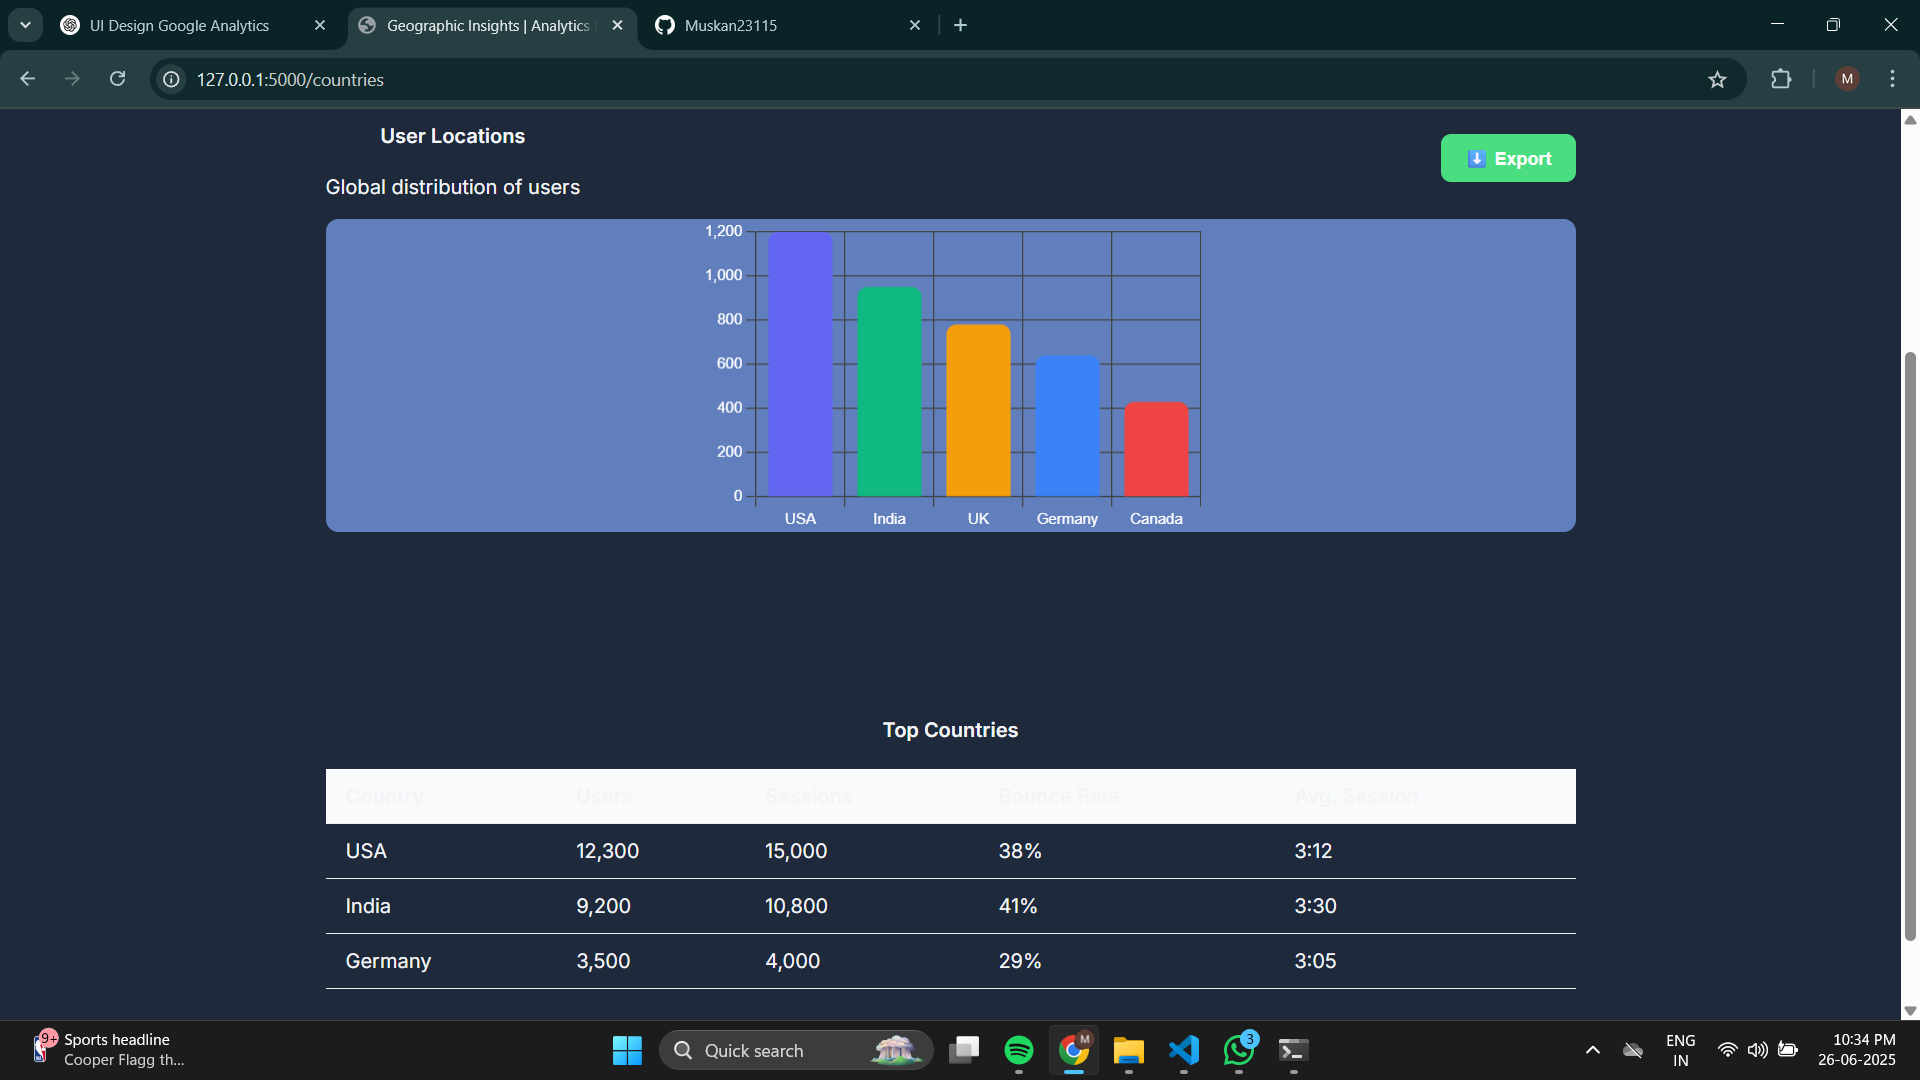 UI Design Google Analytics
Geographic Insights | Analytics
Muskan23115
127.0.0.1:5000/countries
M
User Locations
Export
Global distribution of users
1,200
1,000
800
600
400
200
0
USA India UK Germany Canada
Top Countries
Country Users Sessions Bounce Rate Avg. Session
USA 12,300 15,000 38% 3:12
India 9,200 10,800 41% 3:30
Germany 3,500 4,000 29% 3:05
9+
Sports headline
Cooper Flagg th...
Quick search
M
3
ENG
IN
10:34 PM
26-06-2025